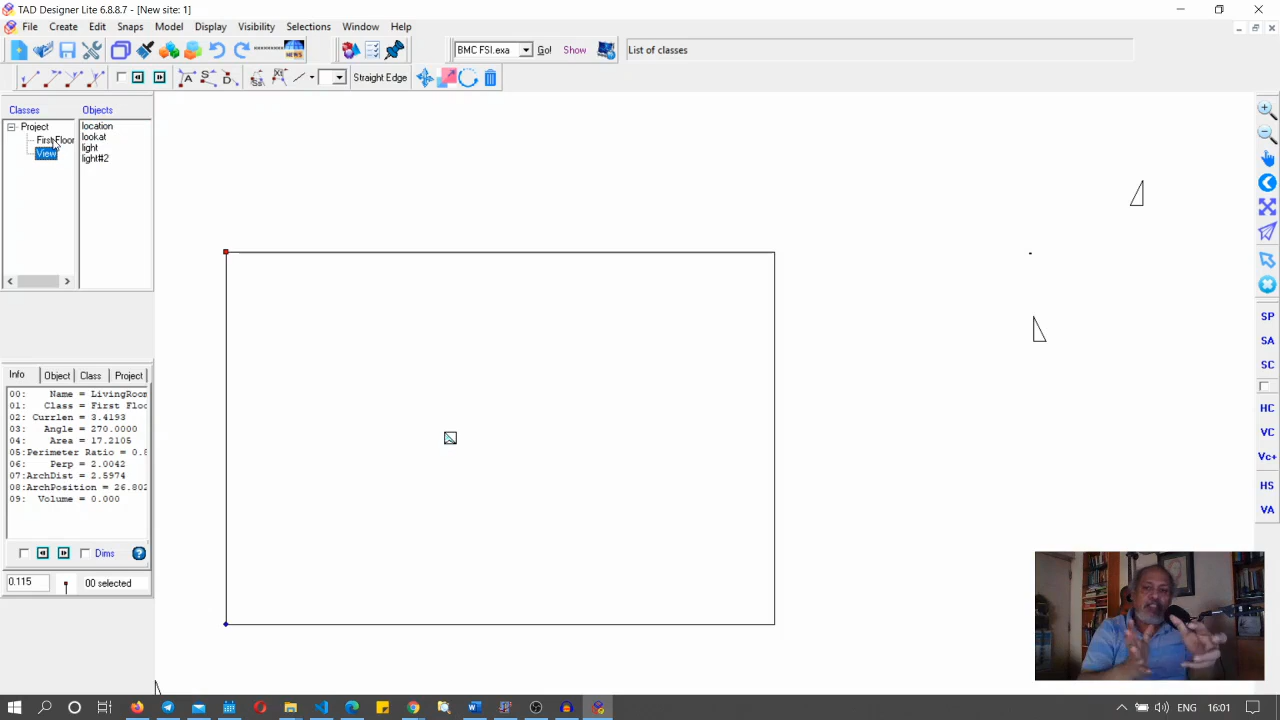 TAD Designer Lite 6.8.8.7 - [New site: 1]
File Create Edit Snaps Model Display Visibility Selections Window Help
NEWS
BMC FSI.exa Go! Show List of classes
Straight Edge
Classes Objects
Project
First Floor
View
location
lookat
light
light#2
SP
SA
SC
HC
VC
Vc+
HS
VA
Info Object Class Project
00: Name = LivingRoom
01: Class = First Floo
02: Currlen = 3.4193
03: Angle = 270.0000
04: Area = 17.2105
05:Perimeter Ratio = 0.8
06: Perp = 2.0042
07:ArchDist = 2.5974
08:ArchPosition = 26.802
09: Volume = 0.000
Dims
0.115 00 selected
ENG 16:01